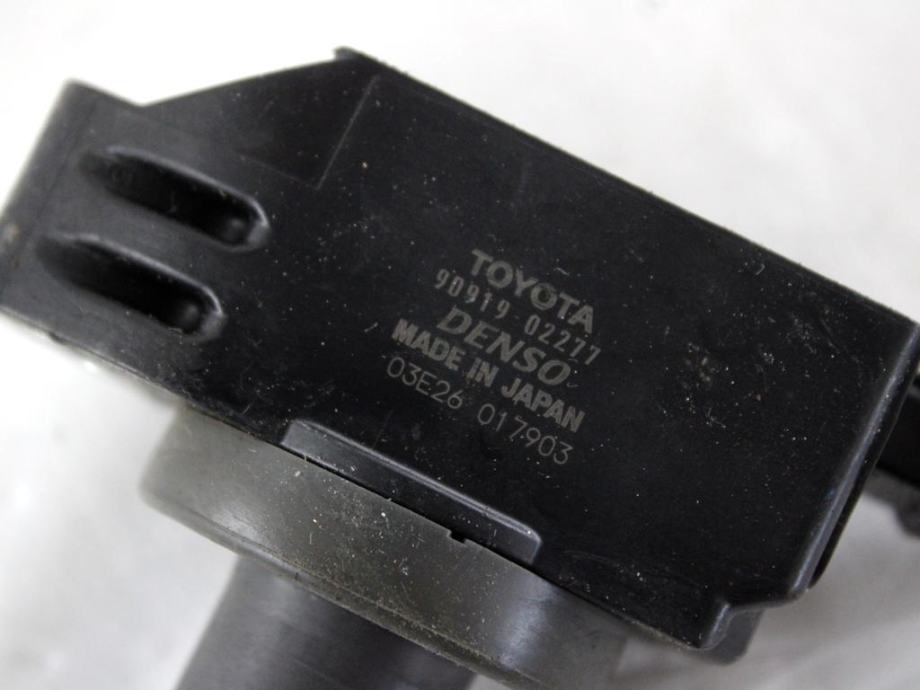 TOYOTA
90919 02277
DENSO
MADE IN JAPAN
03E26 017903